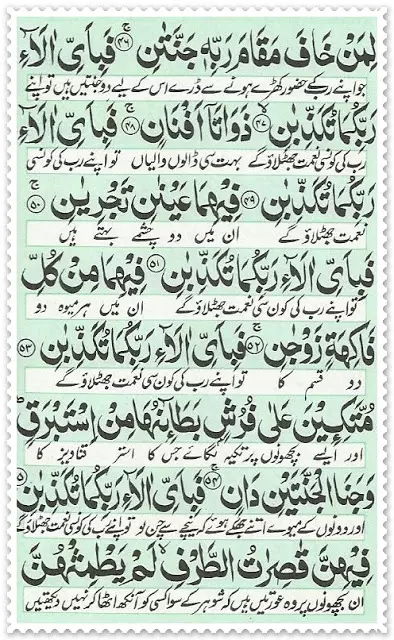 لِمَنْ خَافَ مَقَامَ رَبِّهٖ جَنَّتٰنِ ﴿۴۶﴾ فَبِاَىِّ اٰلَآءِ
جو اپنے رب کے حضور کھڑے ہونے سے ڈرے اس کے لیے دو جنتیں ہیں تو اپنے
رَبِّكُمَا تُكَذِّبٰنِ ﴿۴۷﴾ ذَوَاتَآ اَفْنَانٍ ﴿۴۸﴾ فَبِاَىِّ اٰلَآءِ
رب کی کونسی نعمت جھٹلاؤ گے بہت سی ڈالوں والیاں تو اپنے رب کی کونسی
رَبِّكُمَا تُكَذِّبٰنِ ﴿۴۹﴾ فِيْهِمَا عَيْنٰنِ تَجْرِيٰنِ ﴿۵۰﴾
نعمت جھٹلاؤ گے ان میں دو چشمے بہتے ہیں
فَبِاَىِّ اٰلَآءِ رَبِّكُمَا تُكَذِّبٰنِ ﴿۵۱﴾ فِيْهِمَا مِنْ كُلِّ
تو اپنے رب کی کون سی نعمت جھٹلاؤ گے ان میں ہر میوہ دو
فَاكِهَةٍ زَوْجٰنِ ﴿۵۲﴾ فَبِاَىِّ اٰلَآءِ رَبِّكُمَا تُكَذِّبٰنِ ﴿۵۳﴾
دو قسم کا تو اپنے رب کی کون سی نعمت جھٹلاؤ گے
مُتَّكِـِٕيْنَ عَلٰى فُرُشٍۢ بَطَآىِٕنُهَا مِنْ اِسْتَبْرَقٍ
اور ایسے بچھونوں پر تکیہ لگائے جن کا استر قنادیز کا
وَجَنَا الْجَنَّتَيْنِ دَانٍ ﴿۵۴﴾ فَبِاَىِّ اٰلَآءِ رَبِّكُمَا تُكَذِّبٰنِ ﴿۵
اور دونوں کے میوے اتنے جھکے ہوئے کہ نیچے سے چن لو تو اپنے رب کی کونسی نعمت جھٹلاؤ گے
فِيْهِنَّ قٰصِرٰتُ الطَّرْفِ لَمْ يَطْمِثْهُنَّ
ان بچھونوں پر وہ عورتیں ہیں کہ شوہر کے سوا کسی کو آنکھ اٹھا کر نہیں دیکھتیں